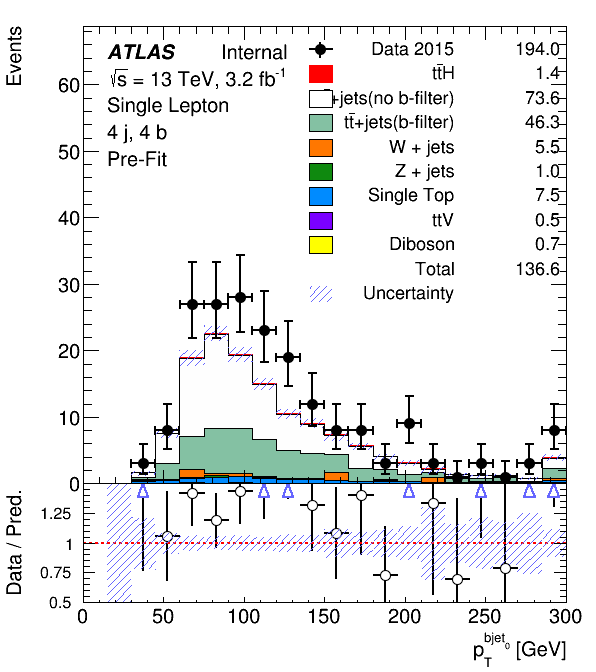 Events
ATLAS Internal
√s = 13 TeV, 3.2 fb⁻¹
Single Lepton
4 j, 4 b
Pre-Fit
Data 2015 194.0
tt̄H 1.4
+jets(no b-filter) 73.6
tt̄+jets(b-filter) 46.3
W + jets 5.5
Z + jets 1.0
Single Top 7.5
ttV 0.5
Diboson 0.7
Total 136.6
Uncertainty
60
50
40
30
20
10
0
Data / Pred.
1.25
1
0.75
0.5
0 50 100 150 200 250 300
p_T^bjet₀ [GeV]